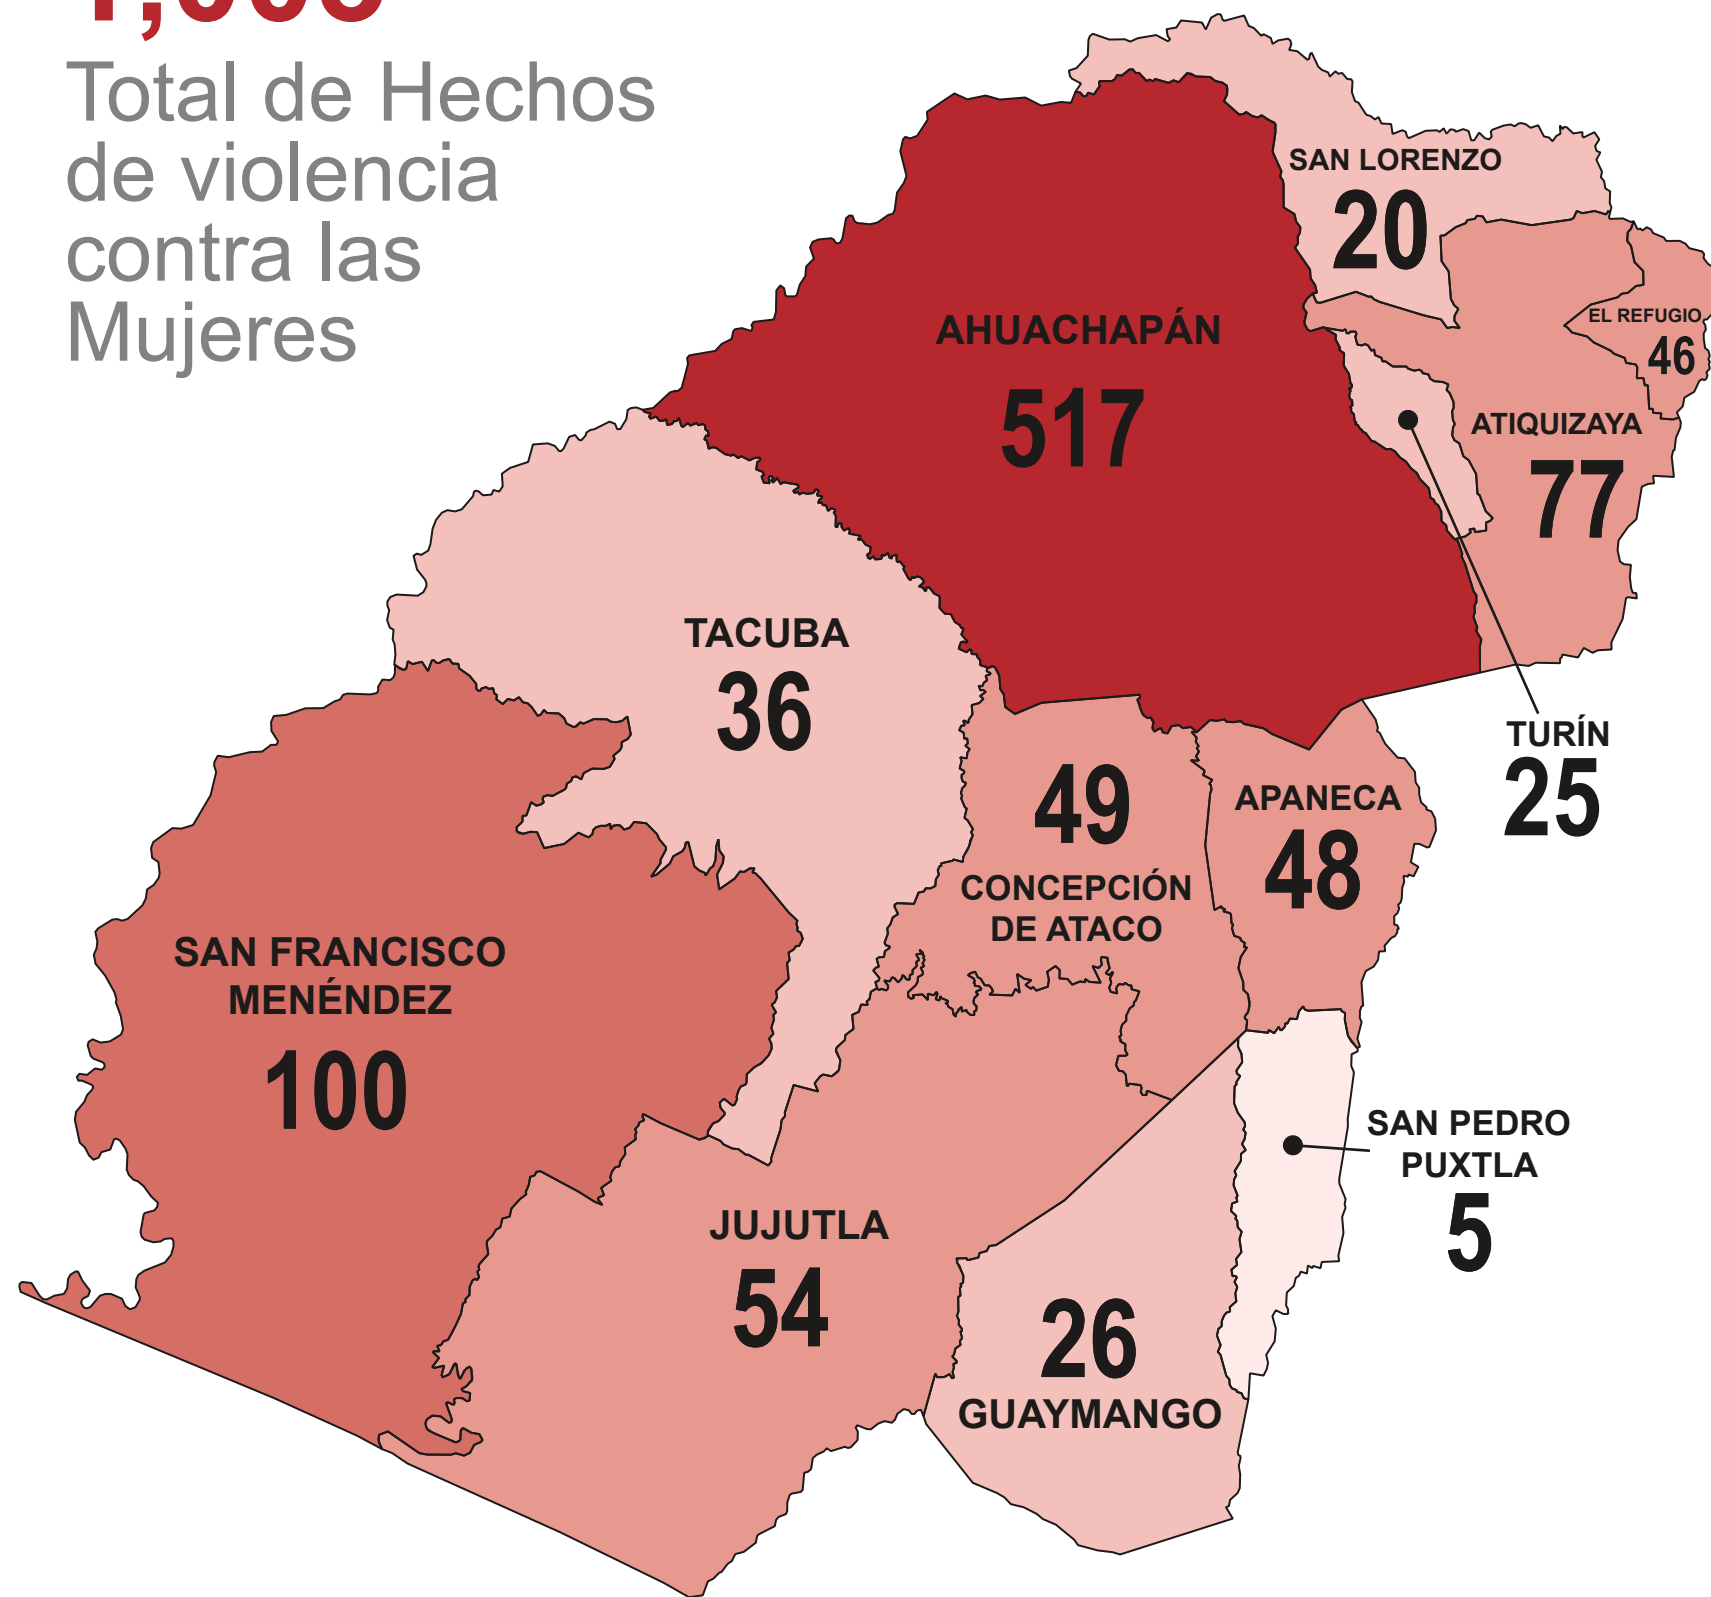 1,003
Total de Hechos
de violencia
contra las
Mujeres
SAN LORENZO
20
EL REFUGIO
46
AHUACHAPÁN
517
ATIQUIZAYA
77
TACUBA
36
TURÍN
25
49
CONCEPCIÓN
DE ATACO
APANECA
48
SAN FRANCISCO
MENÉNDEZ
100
SAN PEDRO
PUXTLA
5
JUJUTLA
54
26
GUAYMANGO